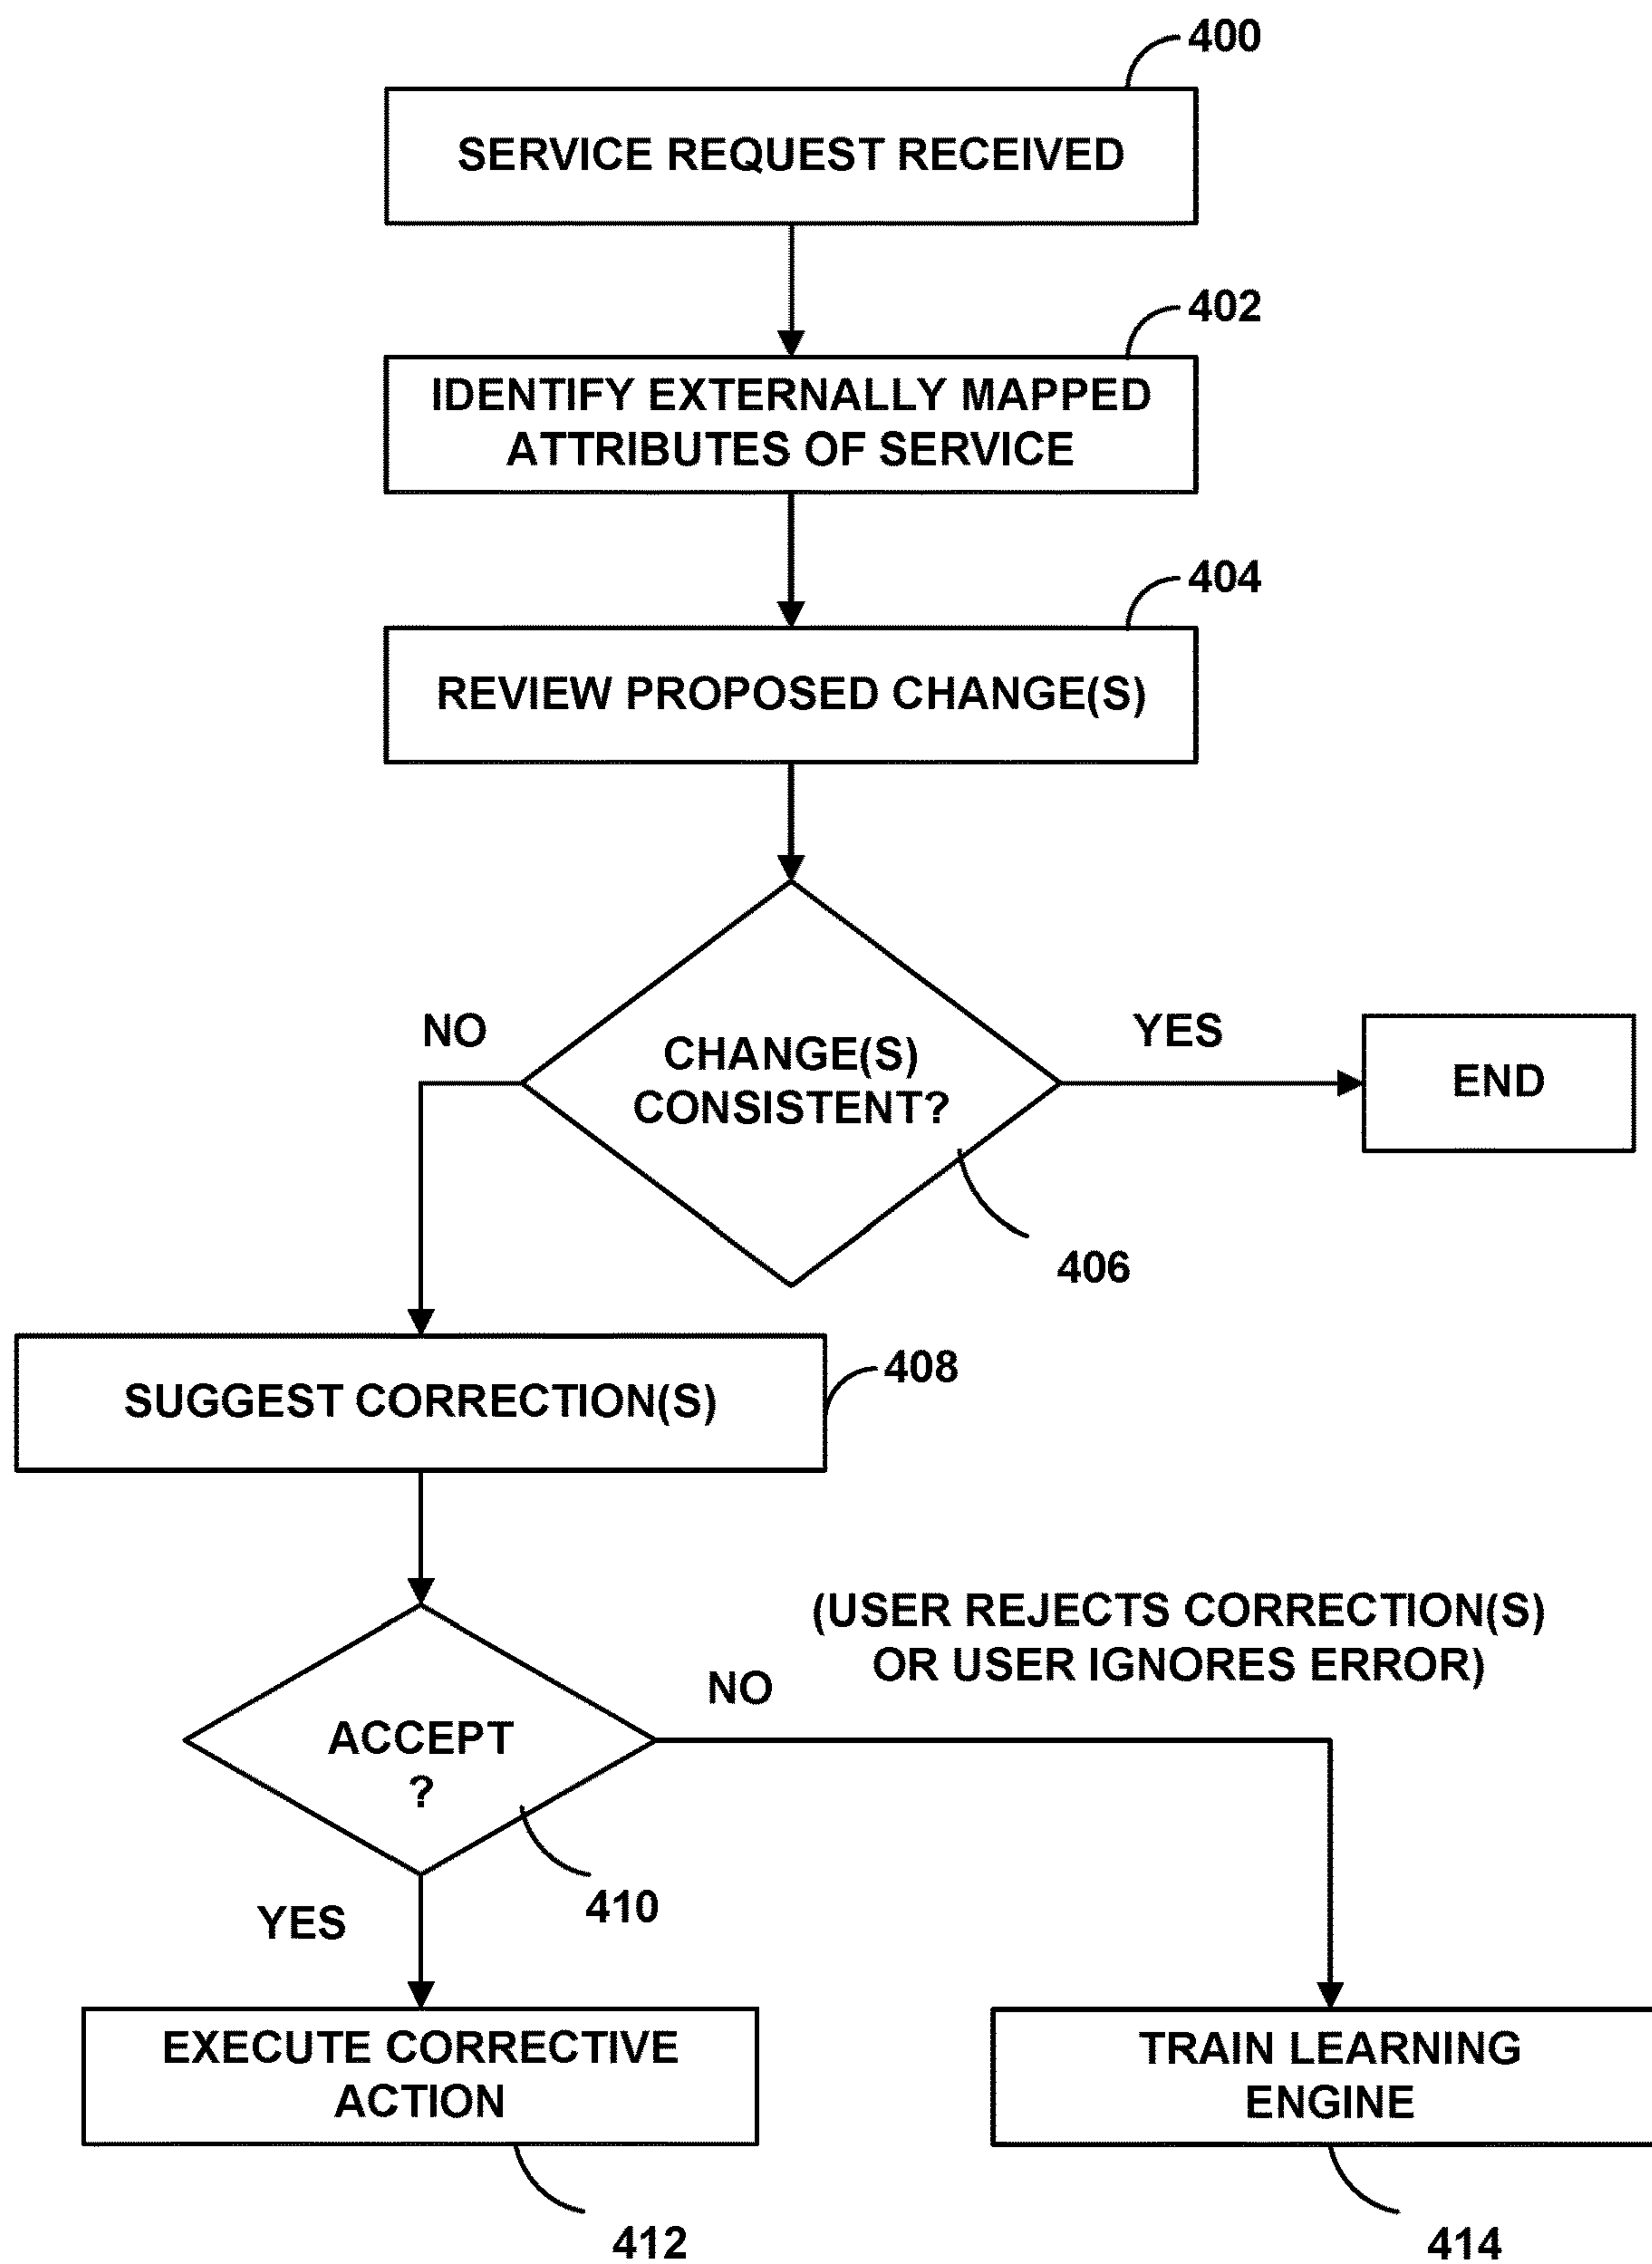 400
SERVICE REQUEST RECEIVED
402
IDENTIFY EXTERNALLY MAPPED
ATTRIBUTES OF SERVICE
404
REVIEW PROPOSED CHANGE(S)
NO
YES
CHANGE(S)
CONSISTENT?
END
406
408
SUGGEST CORRECTION(S)
(USER REJECTS CORRECTION(S)
OR USER IGNORES ERROR)
NO
ACCEPT
?
410
YES
EXECUTE CORRECTIVE
ACTION
TRAIN LEARNING
ENGINE
412
414